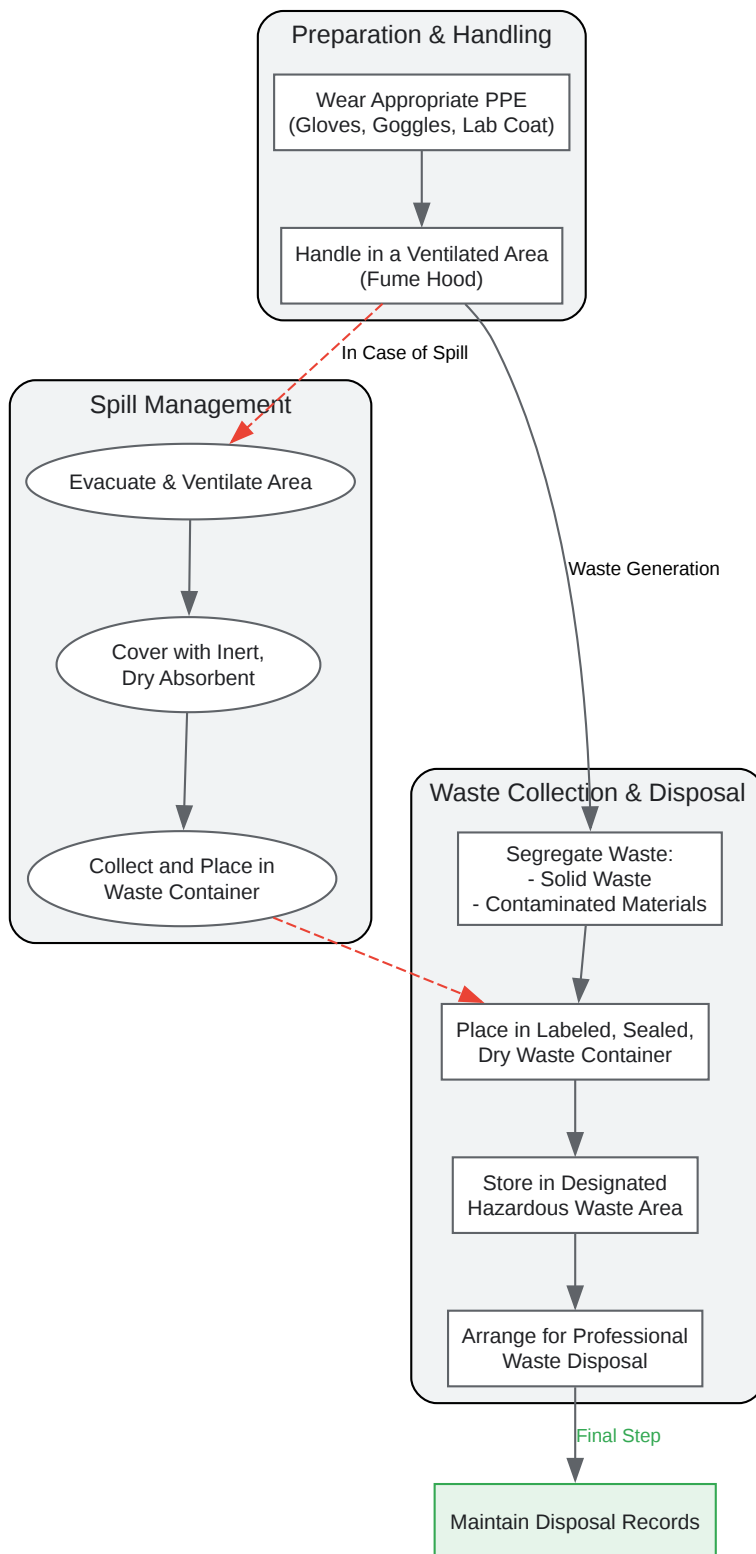 Preparation & Handling
Wear Appropriate PPE
(Gloves, Goggles, Lab Coat)
Handle in a Ventilated Area
(Fume Hood)
In Case of Spill
Spill Management
Evacuate & Ventilate Area
Waste Generation
Cover with Inert,
Dry Absorbent
Collect and Place in
Waste Container
Waste Collection & Disposal
Segregate Waste:
- Solid Waste
- Contaminated Materials
Place in Labeled, Sealed,
Dry Waste Container
Store in Designated
Hazardous Waste Area
Arrange for Professional
Waste Disposal
Final Step
Maintain Disposal Records